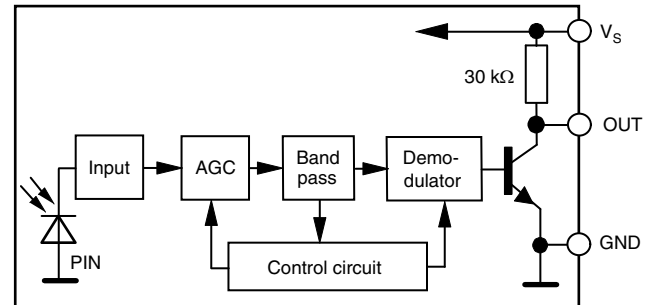 V_S
30 kΩ
OUT
Input
AGC
Band
pass
Demo-
dulator
PIN
Control circuit
GND